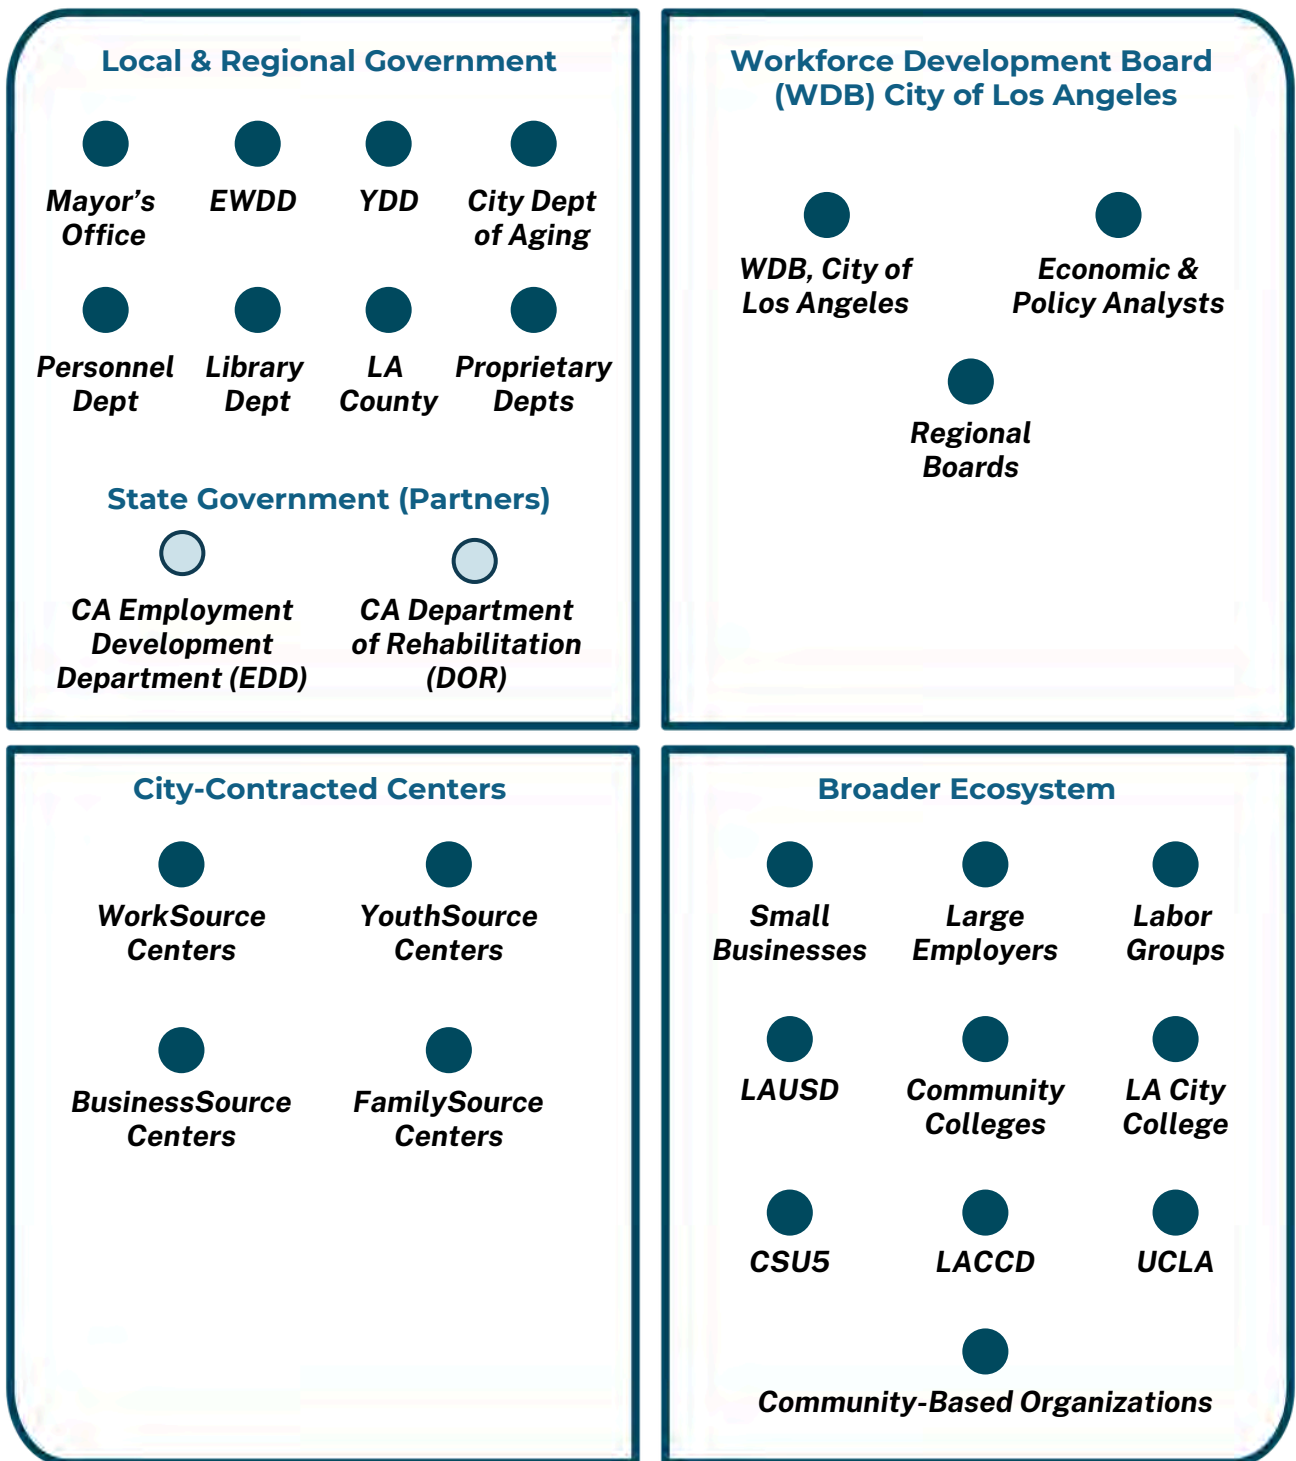 Local & Regional Government
Mayor's
Office
EWDD
YDD
City Dept
of Aging
Personnel
Dept
Library
Dept
LA
County
Proprietary
Depts
State Government (Partners)
CA Employment
Development
Department (EDD)
CA Department
of Rehabilitation
(DOR)
Workforce Development Board
(WDB) City of Los Angeles
WDB, City of
Los Angeles
Economic &
Policy Analysts
Regional
Boards
City-Contracted Centers
WorkSource
Centers
YouthSource
Centers
BusinessSource
Centers
FamilySource
Centers
Broader Ecosystem
Small
Businesses
Large
Employers
Labor
Groups
LAUSD
Community
Colleges
LA City
College
CSU5
LACCD
UCLA
Community-Based Organizations